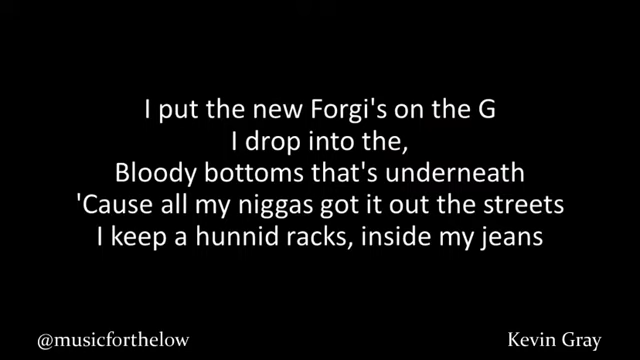 I put the new Forgi's on the G
I drop into the,
Bloody bottoms that's underneath
'Cause all my niggas got it out the streets
I keep a hunnid racks, inside my jeans
@musicforthelow
Kevin Gray